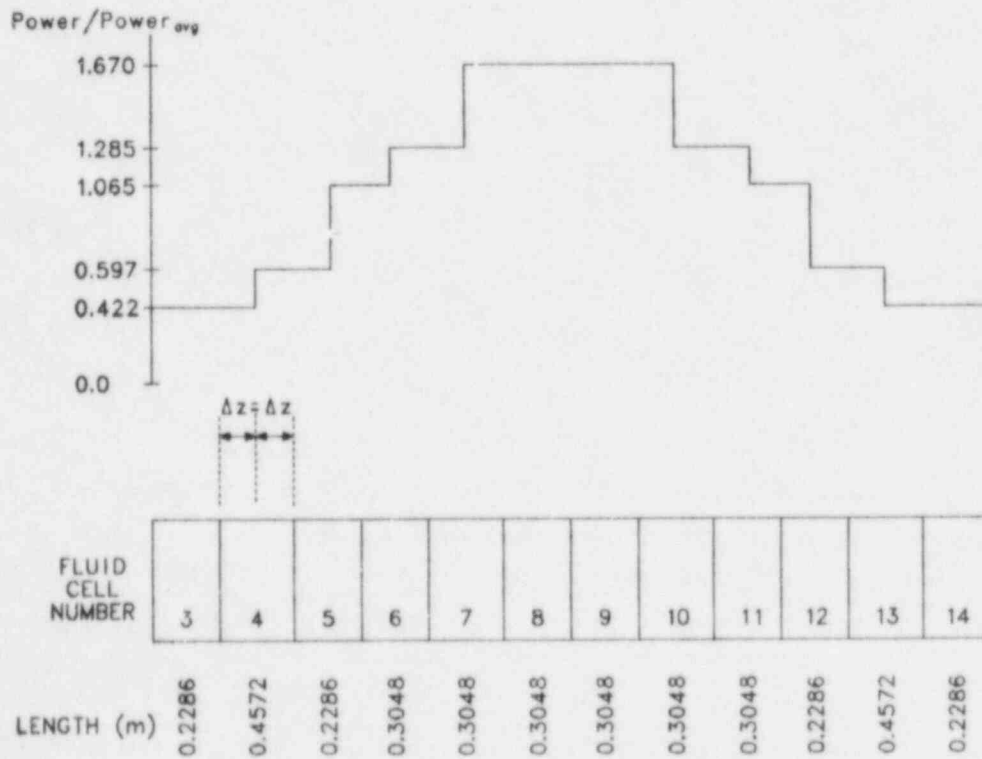 Power/Power avg
1.670
1.285
1.065
0.597
0.422
0.0
Δz = Δz
FLUID
CELL
NUMBER
3 4 5 6 7 8 9 10 11 12 13 14
LENGTH (m)
0.2286 0.4572 0.2286 0.3048 0.3048 0.3048 0.3048 0.3048 0.3048 0.2286 0.4572 0.2286